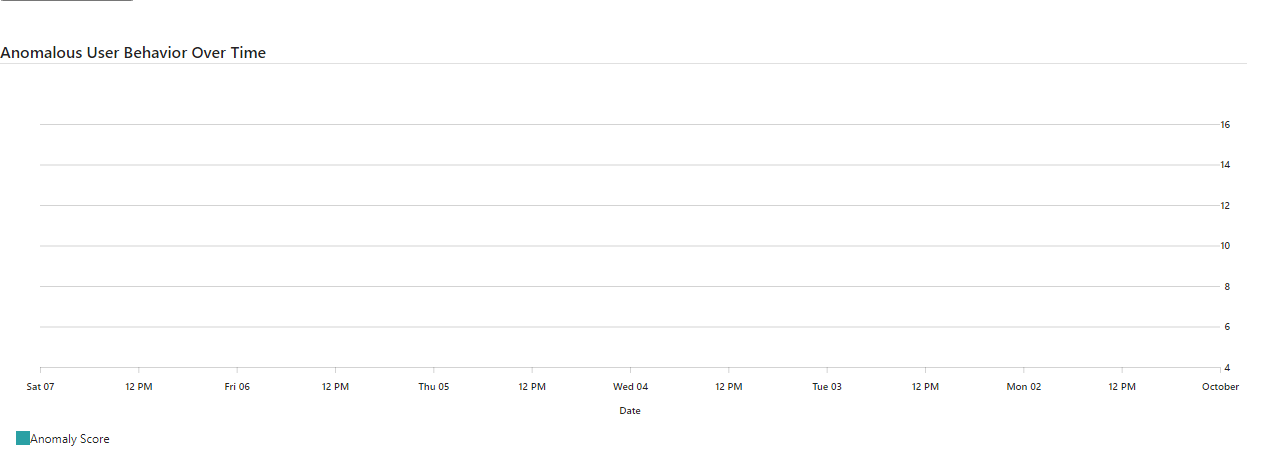 Anomalous User Behavior Over Time
16
14
12
10
8
6
4
Sat 07 12 PM Fri 06 12 PM Thu 05 12 PM Wed 04 12 PM Tue 03 12 PM Mon 02 12 PM October
Date
Anomaly Score